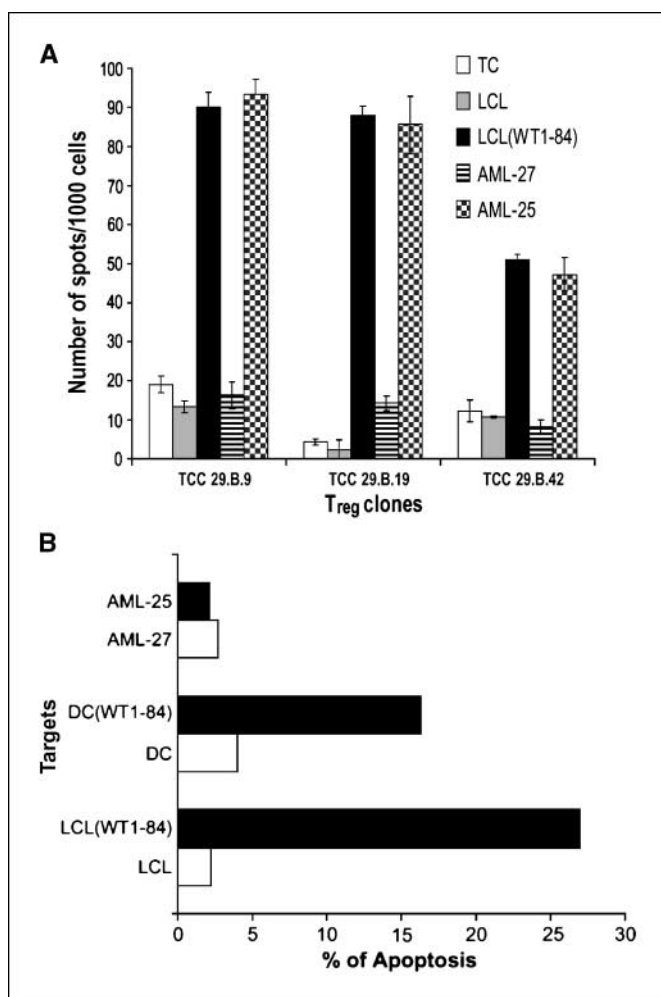 A
TC
LCL
LCL(WT1-84)
AML-27
AML-25
Number of spots/1000 cells
100
90
80
70
60
50
40
30
20
10
0
TCC 29.B.9 TCC 29.B.19 TCC 29.B.42
Treg clones
B
Targets
AML-25
AML-27
DC(WT1-84)
DC
LCL(WT1-84)
LCL
0 5 10 15 20 25 30
% of Apoptosis